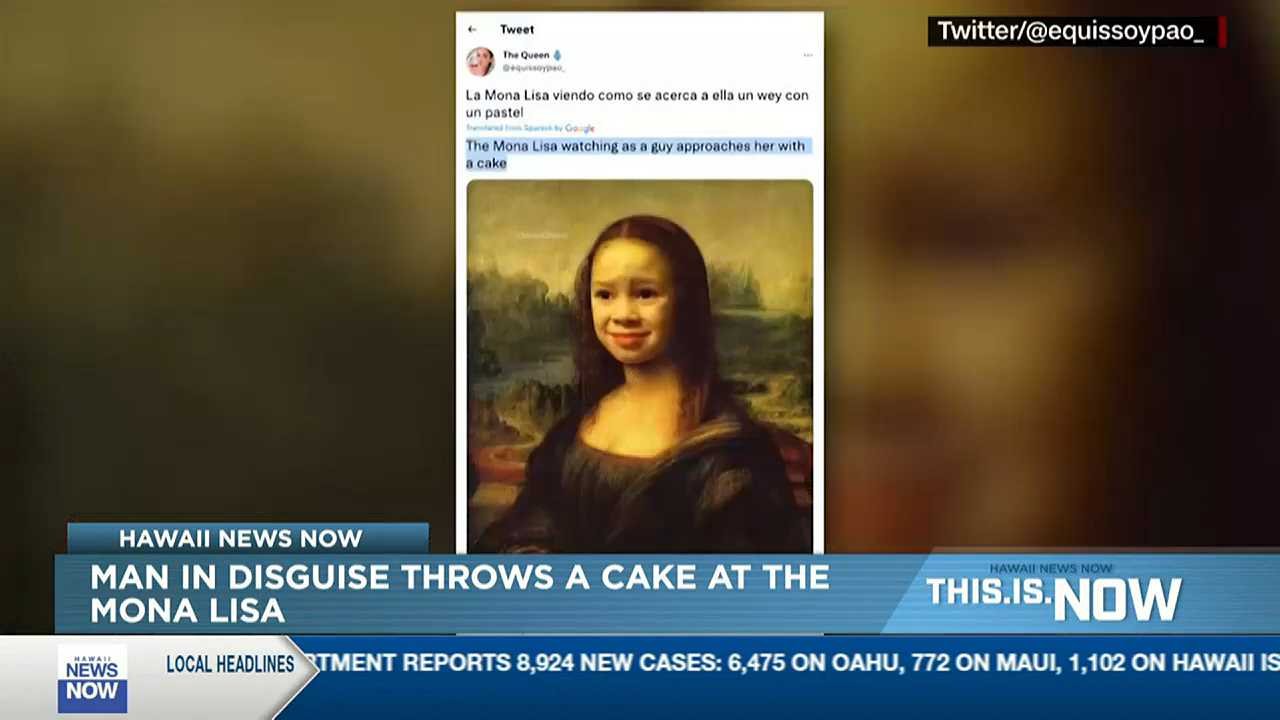 Twitter/@equissoypao_
Tweet
The Queen
@equissoypao_
La Mona Lisa viendo como se acerca a ella un wey con
un pastel
Translated from Spanish by Google
The Mona Lisa watching as a guy approaches her with
a cake
HAWAII NEWS NOW
MAN IN DISGUISE THROWS A CAKE AT THE
MONA LISA
HAWAII NEWS NOW
THIS.IS.NOW
HAWAII
NEWS
NOW
LOCAL HEADLINES
RTMENT REPORTS 8,924 NEW CASES: 6,475 ON OAHU, 772 ON MAUI, 1,102 ON HAWAII IS